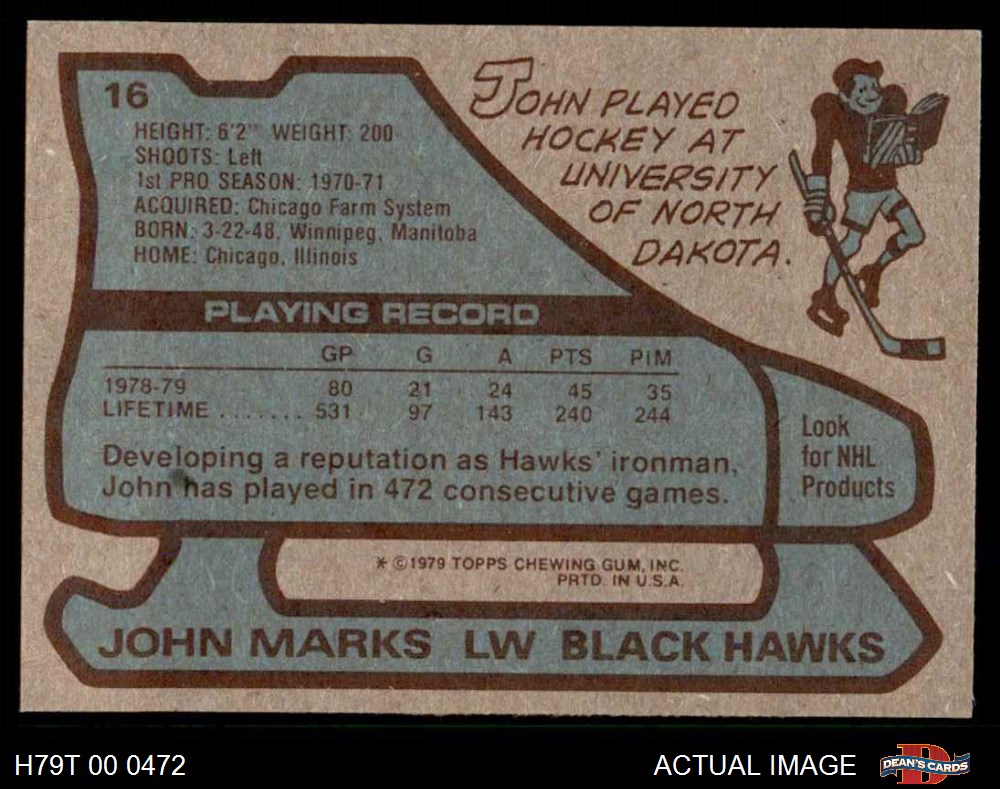 16
HEIGHT: 6'2" WEIGHT: 200
SHOOTS: Left
1st PRO SEASON: 1970-71
ACQUIRED: Chicago Farm System
BORN: 3-22-48, Winnipeg, Manitoba
HOME: Chicago, Illinois
JOHN PLAYED
HOCKEY AT
UNIVERSITY
OF NORTH
DAKOTA.
PLAYING RECORD
GP G A PTS PIM
1978-79 80 21 24 45 35
LIFETIME ........ 531 97 143 240 244
Developing a reputation as Hawks' ironman,
John has played in 472 consecutive games.
Look
for NHL
Products
* ©1979 TOPPS CHEWING GUM, INC.
PRTD. IN U.S.A.
JOHN MARKS LW BLACK HAWKS
H79T 00 0472
ACTUAL IMAGE
DEAN'S CARDS